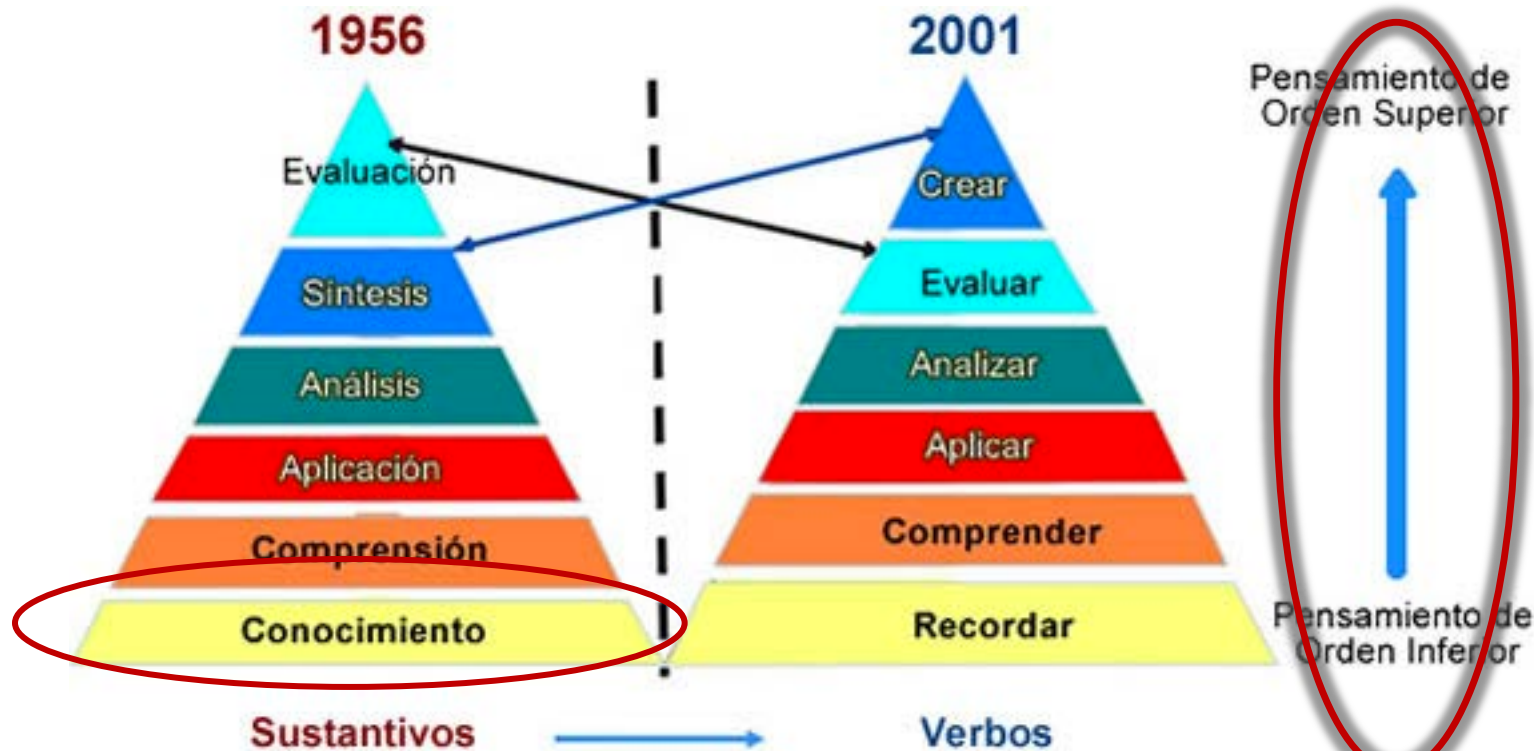 1956
Evaluación
Síntesis
Análisis
Aplicación
Comprensión
Conocimiento
Sustantivos
2001
Crear
Evaluar
Analizar
Aplicar
Comprender
Recordar
Verbos
Pensamiento de
Orden Superior
Pensamiento de
Orden Inferior